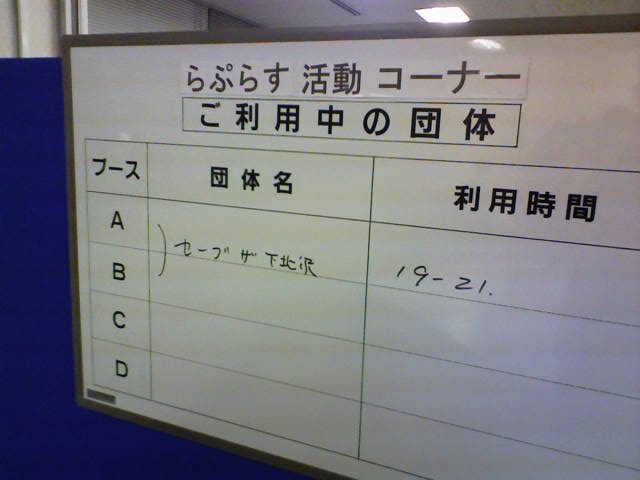 らぷらす 活動 コーナー
ご利用中の団体
ブース 団体名 利用時間
A
セーブ ザ 下北沢 19-21.
B
C
D